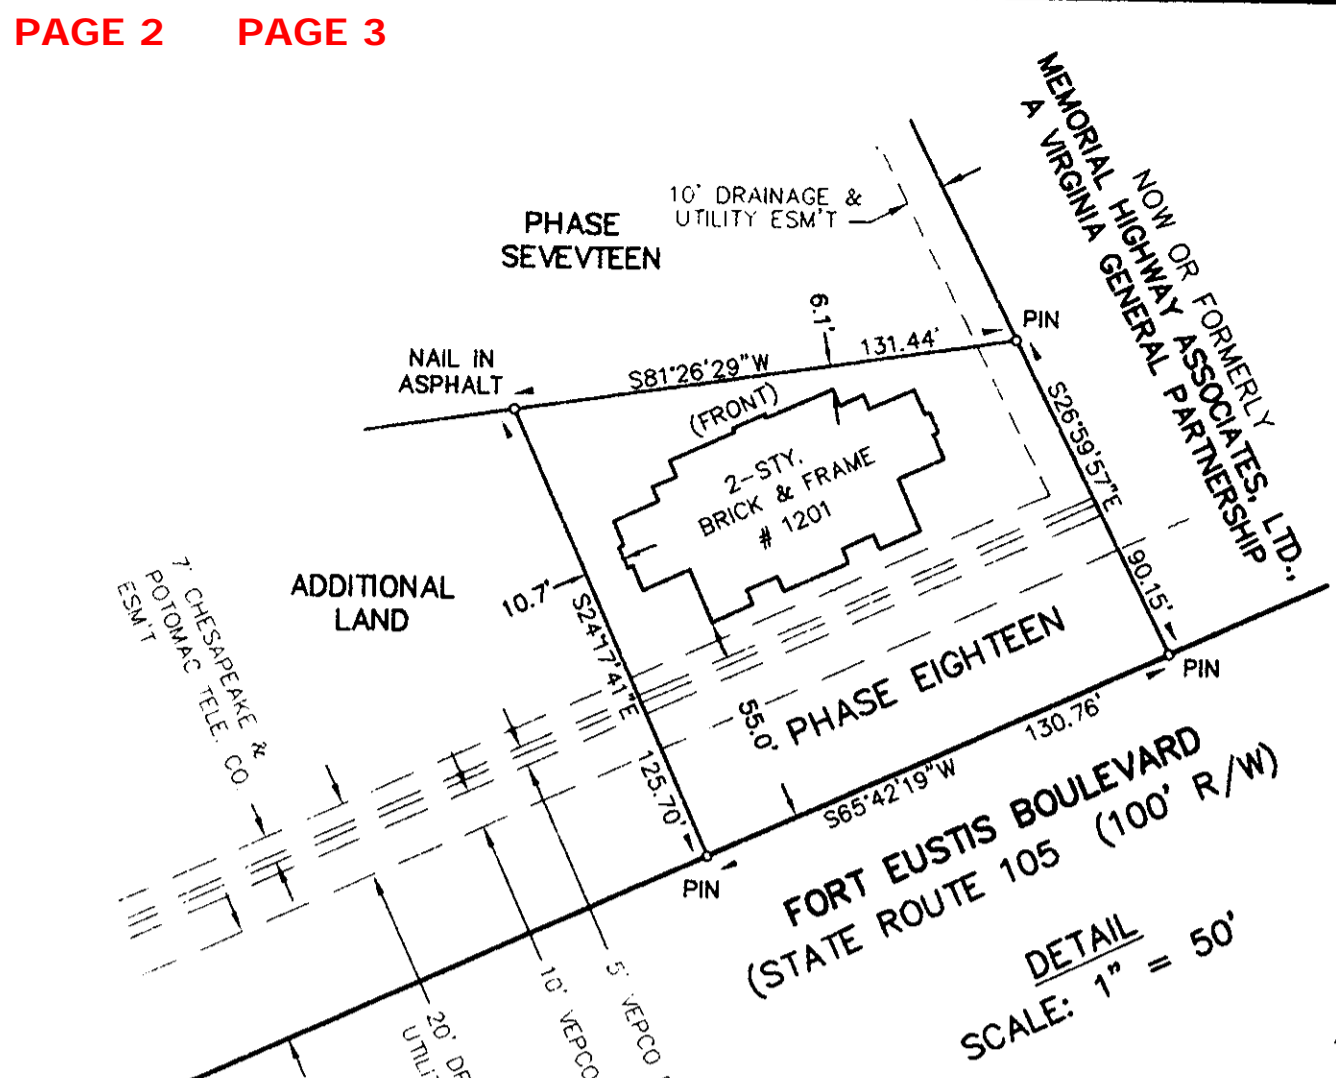 PAGE 2 PAGE 3
NOW OR FORMERLY
MEMORIAL HIGHWAY ASSOCIATES, LTD.,
A VIRGINIA GENERAL PARTNERSHIP
10' DRAINAGE &
UTILITY ESM'T
PHASE
SEVEVTEEN
6.1'
131.44'
PIN
NAIL IN
ASPHALT
S81°26'29"W
(FRONT)
S26°59'57"E
2-STY.
BRICK & FRAME
# 1201
90.15'
ADDITIONAL
LAND
10.7'
S24°17'41"E
7' CHESAPEAKE &
POTOMAC TELE. CO.
ESM'T
PHASE EIGHTEEN
PIN
55.0'
130.76'
125.70'
S65°42'19"W
PIN
FORT EUSTIS BOULEVARD
(STATE ROUTE 105 (100' R/W)
DETAIL
SCALE: 1" = 50'
5' VEPCO
10' VEPCO
20'